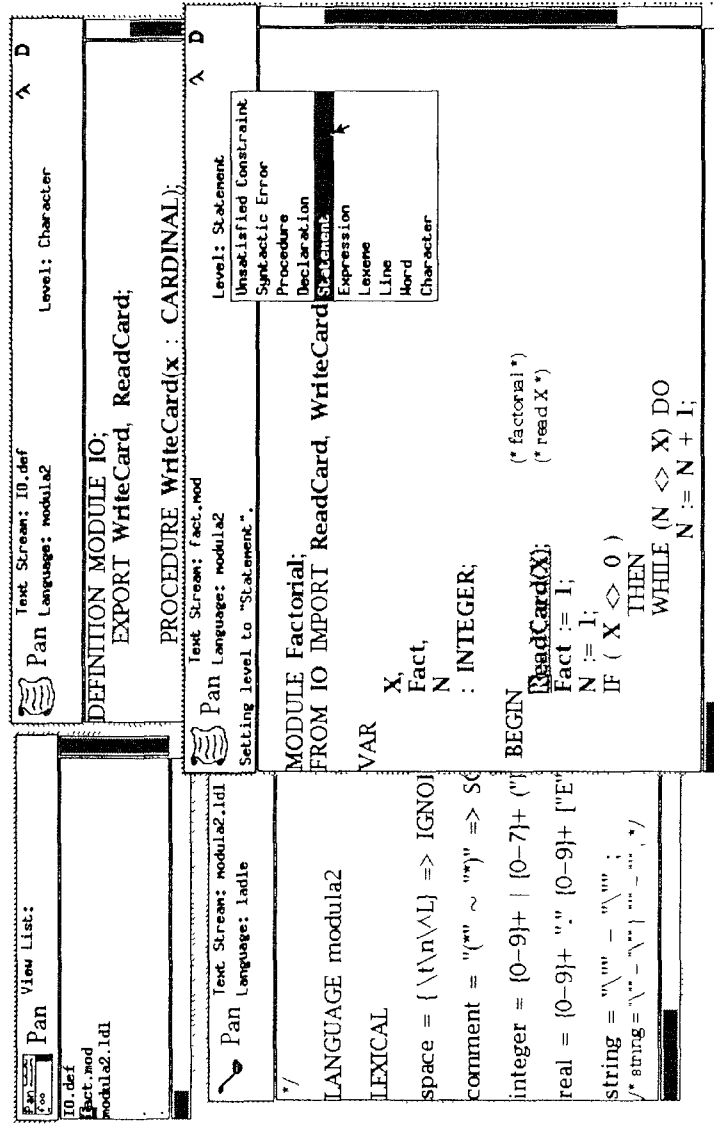 View List:
Pan
IO.def
fact.mod
modula2.ldl
Text Stream: IO.def
Pan Language: modula2
Level: Character
^ D
DEFINITION MODULE IO;
EXPORT WriteCard, ReadCard;
PROCEDURE WriteCard(x : CARDINAL);
Text Stream: modula2.ldl
Pan Language: ladle
*/
LANGUAGE modula2
LEXICAL
space = { \t\n\^L} => IGNO
comment = "(*" ~ "*)" => SC
integer = {0-9}+ | {0-7}+ ("
real = {0-9}+ "." {0-9}+ ["E"
string = "\"" - "\"" ;
Text Stream: fact.mod
Pan Language: modula2
Level: Statement
^ D
Setting level to "Statement".
Unsatisfied Constraint
Syntactic Error
Procedure
Declaration
Statement
Expression
Lexeme
Line
Word
Character
MODULE Factorial;
FROM IO IMPORT ReadCard, WriteCard
VAR
X,
Fact, (* factorial *)
N (* read X *)
: INTEGER;
BEGIN
ReadCard(X);
Fact := 1;
N := 1;
IF ( X <> 0 )
THEN
WHILE (N <> X) DO
N := N + 1;